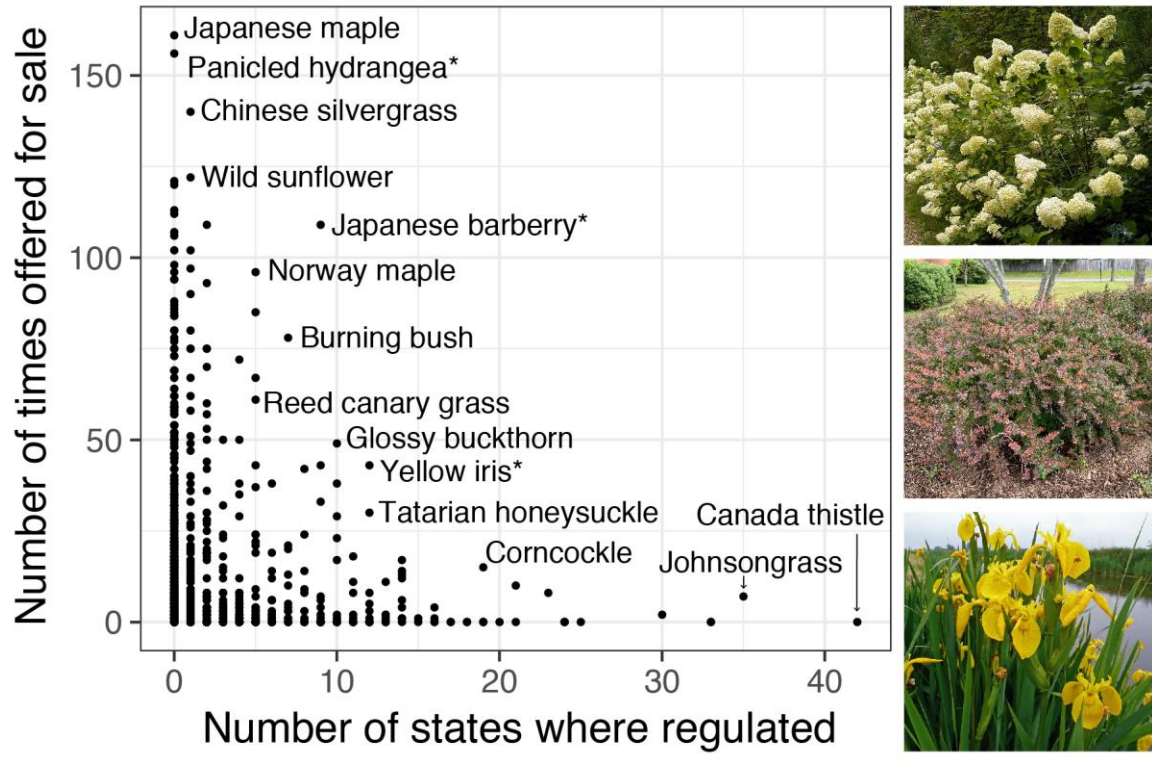 Number of times offered for sale
150
100
50
0
Japanese maple
Panicled hydrangea*
Chinese silvergrass
Wild sunflower
Japanese barberry*
Norway maple
Burning bush
Reed canary grass
Glossy buckthorn
Yellow iris*
Tatarian honeysuckle
Canada thistle
Corncockle
Johnsongrass
0 10 20 30 40
Number of states where regulated